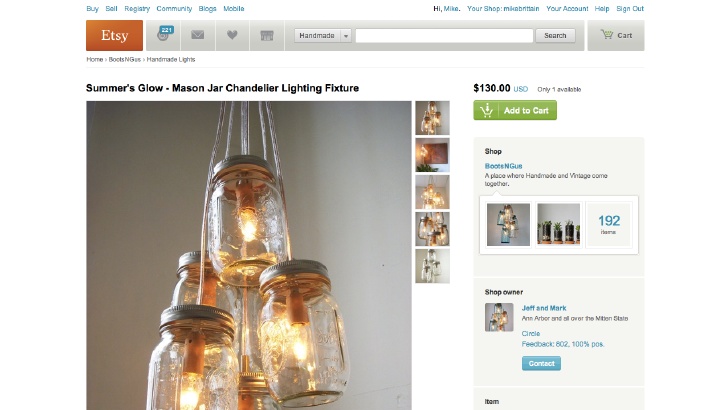 Buy Sell Registry Community Blogs Mobile
Hi, Mike. Your Shop: mikebrittain Your Account Help Sign Out
Etsy
221
Handmade
Search
Cart
Home › BootsNGus › Handmade Lights
Summer's Glow - Mason Jar Chandelier Lighting Fixture
$130.00 USD Only 1 available
Add to Cart
Shop
BootsNGus
A place where Handmade and Vintage come
together.
192
items
Shop owner
Jeff and Mark
Ann Arbor and all over the Mitten State
Circle
Feedback: 802, 100% pos.
Contact
Item